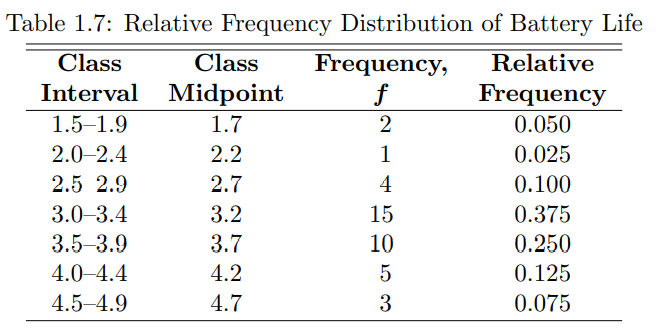 Table 1.7: Relative Frequency Distribution of Battery Life
Class Class Frequency, Relative
Interval Midpoint f Frequency
1.5–1.9 1.7 2 0.050
2.0–2.4 2.2 1 0.025
2.5 2.9 2.7 4 0.100
3.0–3.4 3.2 15 0.375
3.5–3.9 3.7 10 0.250
4.0–4.4 4.2 5 0.125
4.5–4.9 4.7 3 0.075